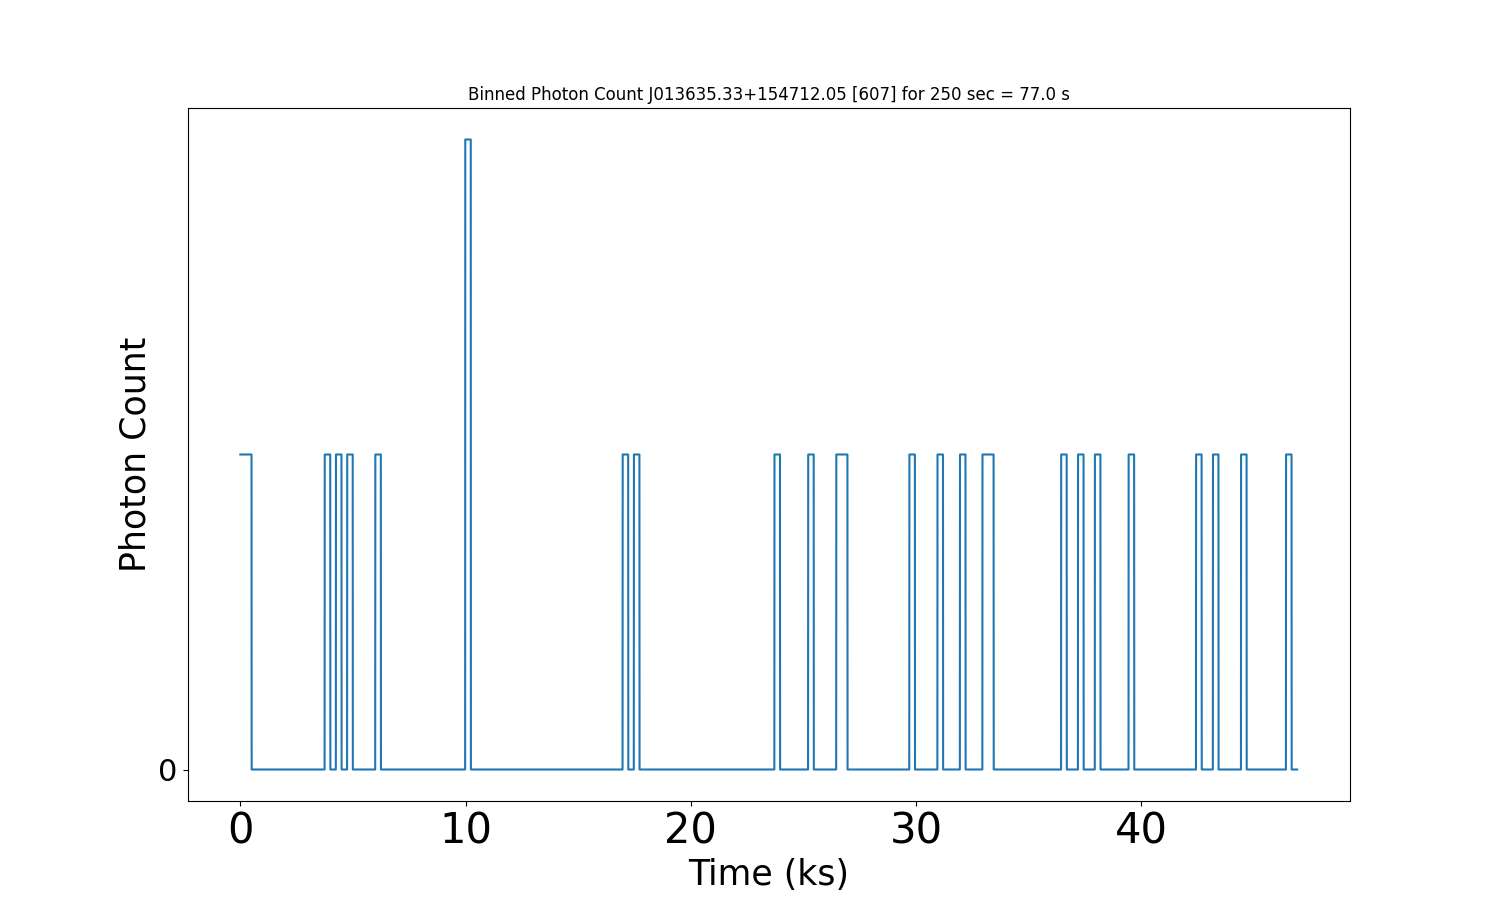 Binned Photon Count J013635.33+154712.05 [607] for 250 sec = 77.0 s
Photon Count
0
0 10 20 30 40
Time (ks)